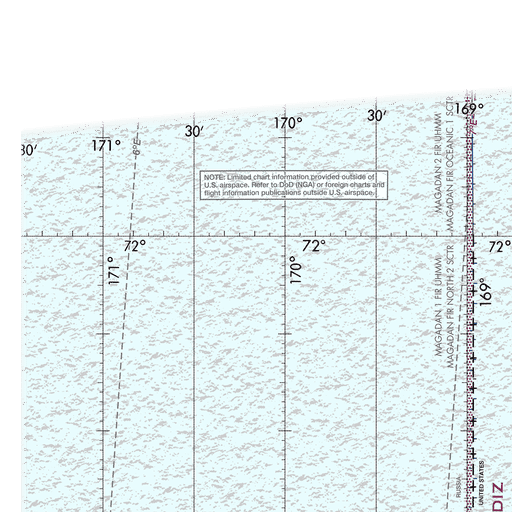 169°
30′
170°
30′
171°
30′
6°E
7°E
NOTE: Limited chart information provided outside of
U.S. airspace. Refer to DoD (NGA) or foreign charts and
flight information publications outside U.S. airspace.
MAGADAN 2 FIR UHMM
MAGADAN FIR OCEANIC 1 SCTR
72°
72°
72°
171°
170°
169°
MAGADAN 1 FIR UHMM
MAGADAN FIR NORTH 2 SCTR
RUSSIA
UNITED STATES
DIZ